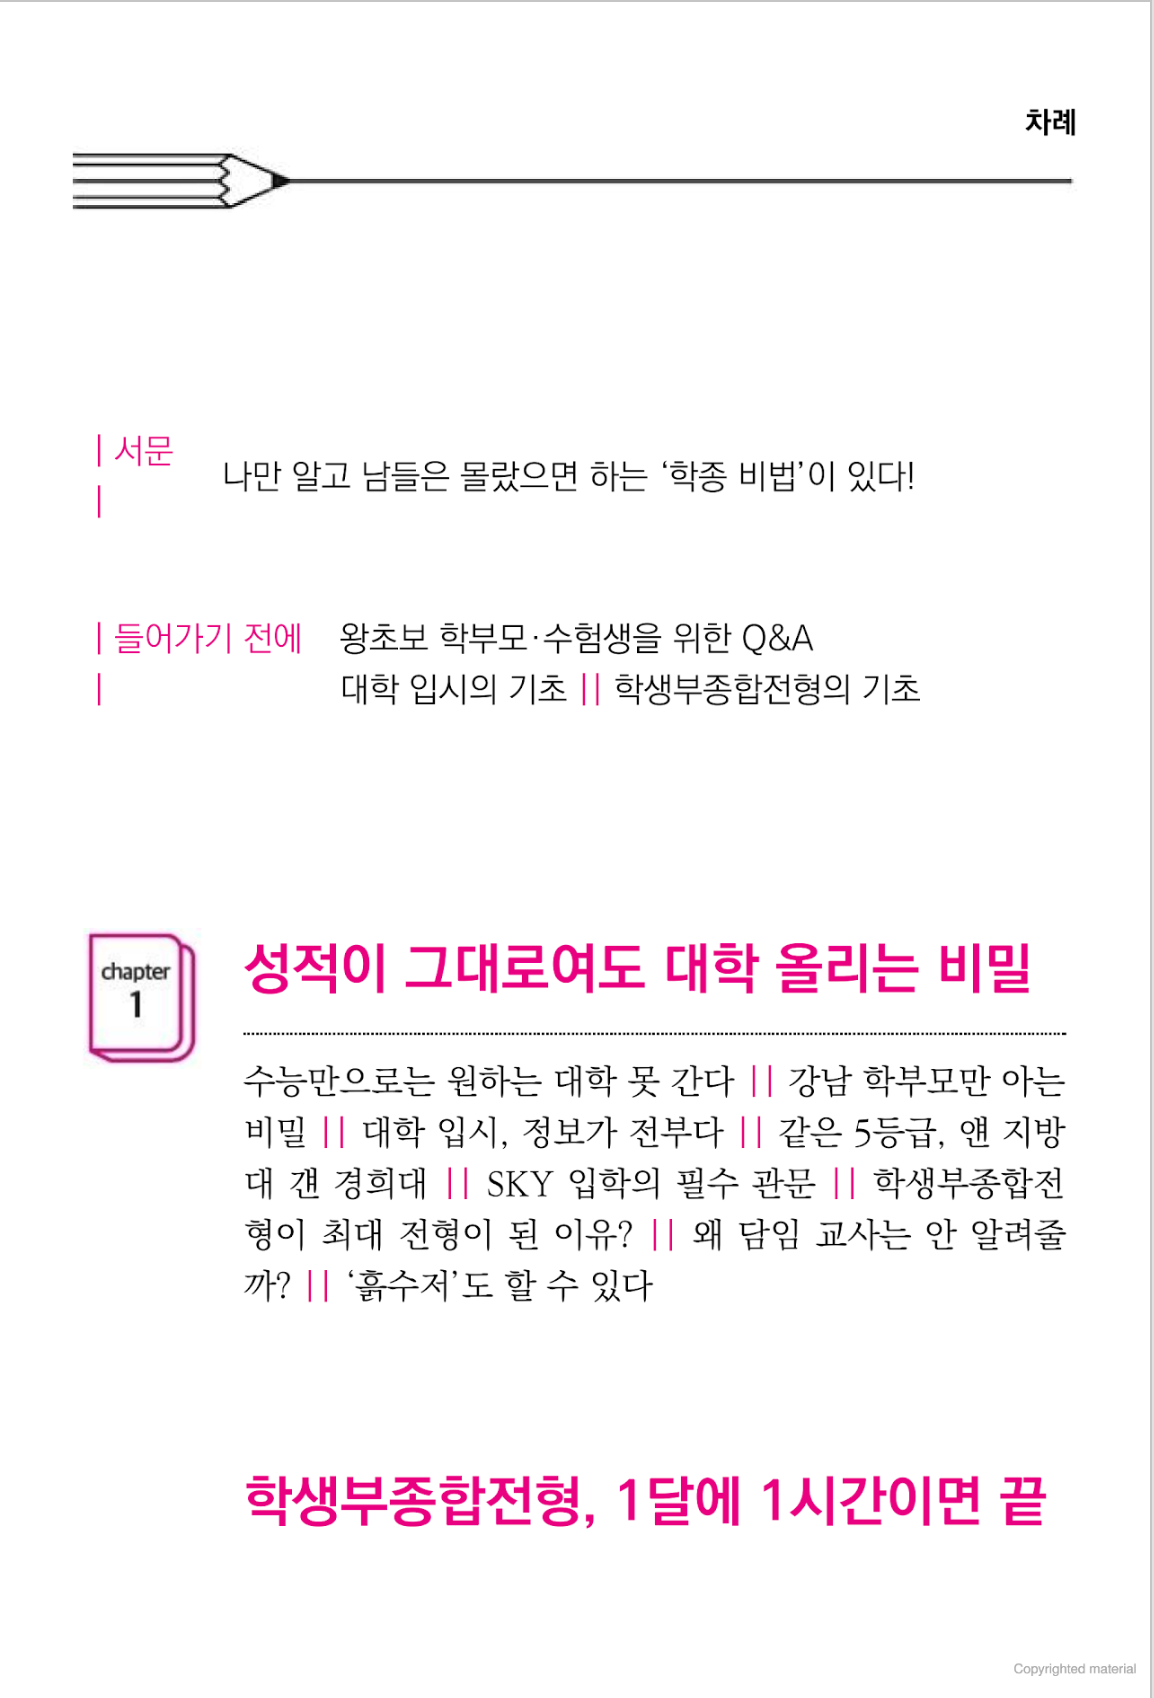 차례
| 서문 |
나만 알고 남들은 몰랐으면 하는 ‘학종 비법’이 있다!
| 들어가기 전에 |
왕초보 학부모·수험생을 위한 Q&A
대학 입시의 기초 || 학생부종합전형의 기초
chapter
1
성적이 그대로여도 대학 올리는 비밀
수능만으로는 원하는 대학 못 간다 || 강남 학부모만 아는
비밀 || 대학 입시, 정보가 전부다 || 같은 5등급, 얜 지방
대 걘 경희대 || SKY 입학의 필수 관문 || 학생부종합전
형이 최대 전형이 된 이유? || 왜 담임 교사는 안 알려줄
까? || ‘흙수저’도 할 수 있다
학생부종합전형, 1달에 1시간이면 끝
Copyrighted material